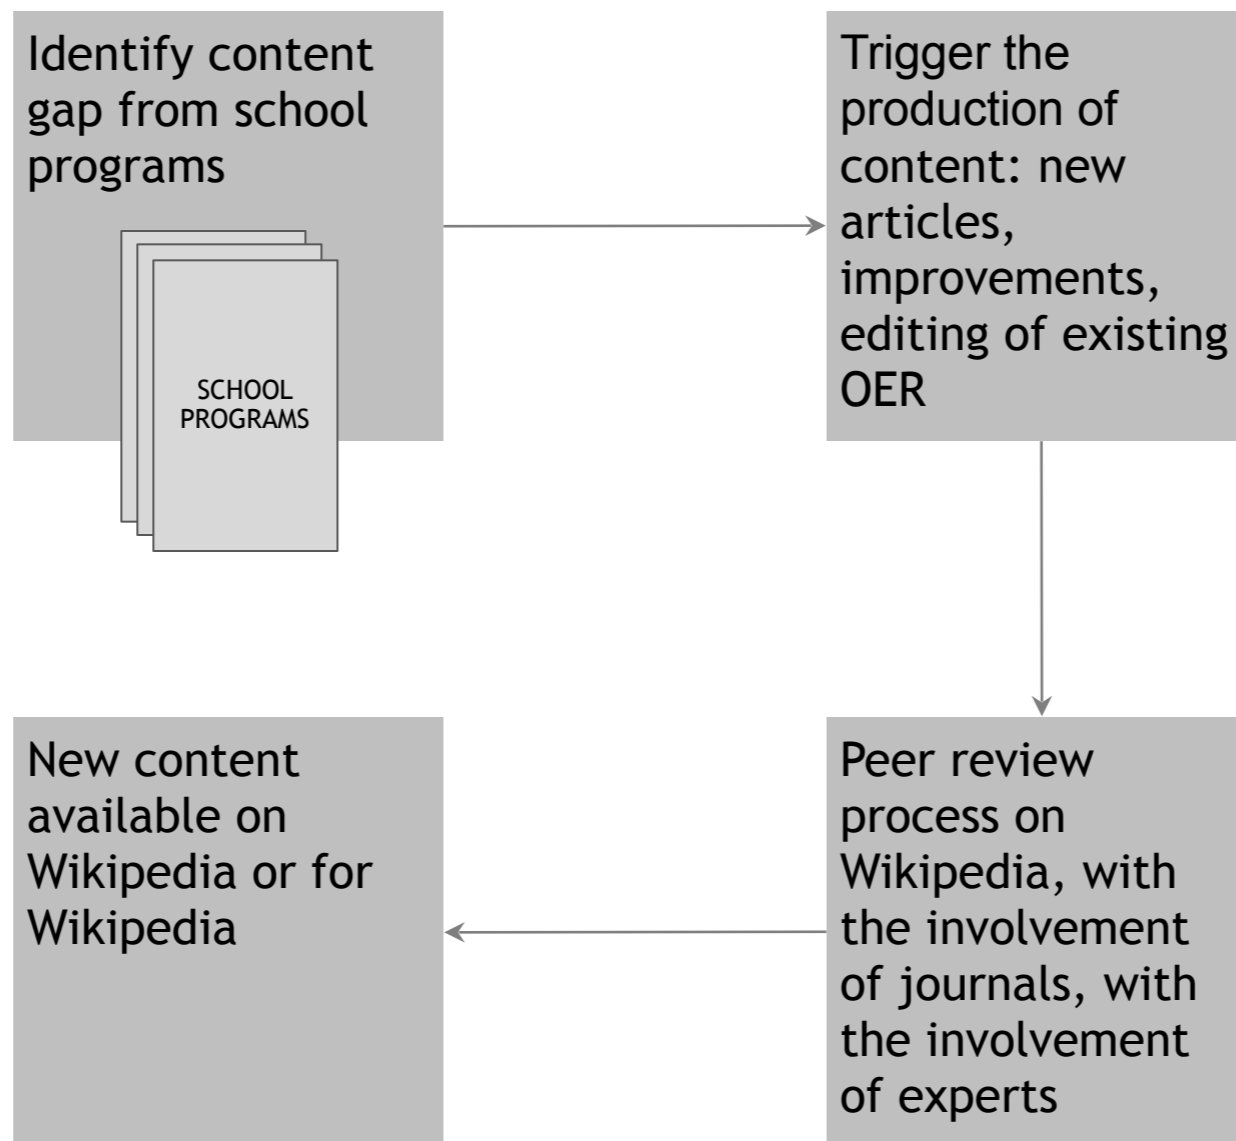 Identify content
gap from school
programs
SCHOOL
PROGRAMS
Trigger the
production of
content: new
articles,
improvements,
editing of existing
OER
Peer review
process on
Wikipedia, with
the involvement
of journals, with
the involvement
of experts
New content
available on
Wikipedia or for
Wikipedia